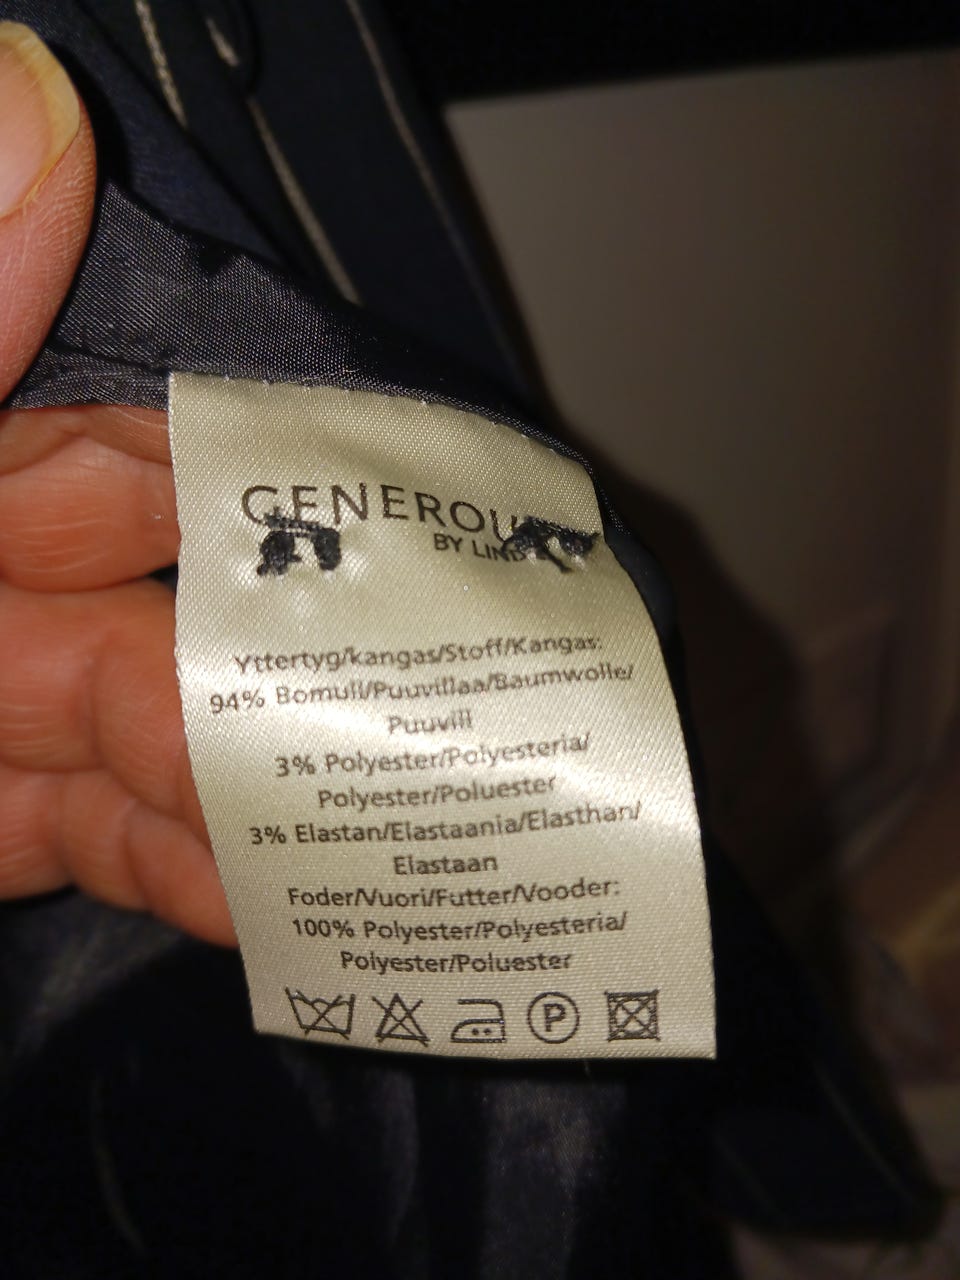 GENEROU
BY LIND
Yttertyg/kangas/Stoff/Kangas:
94% Bomull/Puuvillaa/Baumwolle/
Puuvill
3% Polyester/Polyesteria/
Polyester/Poluester
3% Elastan/Elastaania/Elasthan/
Elastaan
Foder/Vuori/Futter/Vooder:
100% Polyester/Polyesteria/
Polyester/Poluester
P